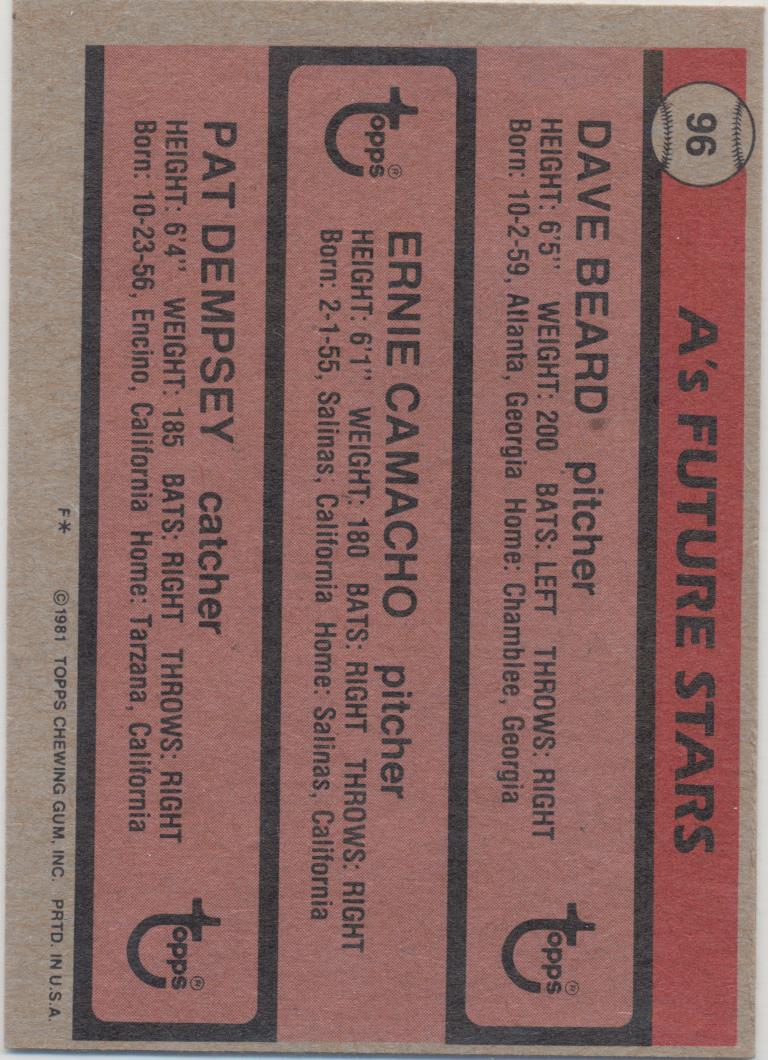 96
A's FUTURE STARS
DAVE BEARD pitcher
HEIGHT: 6'5'' WEIGHT: 200 BATS: LEFT THROWS: RIGHT
Born: 10-2-59, Atlanta, Georgia Home: Chamblee, Georgia
topps®
topps®
ERNIE CAMACHO pitcher
HEIGHT: 6'1'' WEIGHT: 180 BATS: RIGHT THROWS: RIGHT
Born: 2-1-55, Salinas, California Home: Salinas, California
PAT DEMPSEY catcher
HEIGHT: 6'4'' WEIGHT: 185 BATS: RIGHT THROWS: RIGHT
Born: 10-23-56, Encino, California Home: Tarzana, California
topps®
F* ©1981 TOPPS CHEWING GUM, INC. PRTD. IN U.S.A.